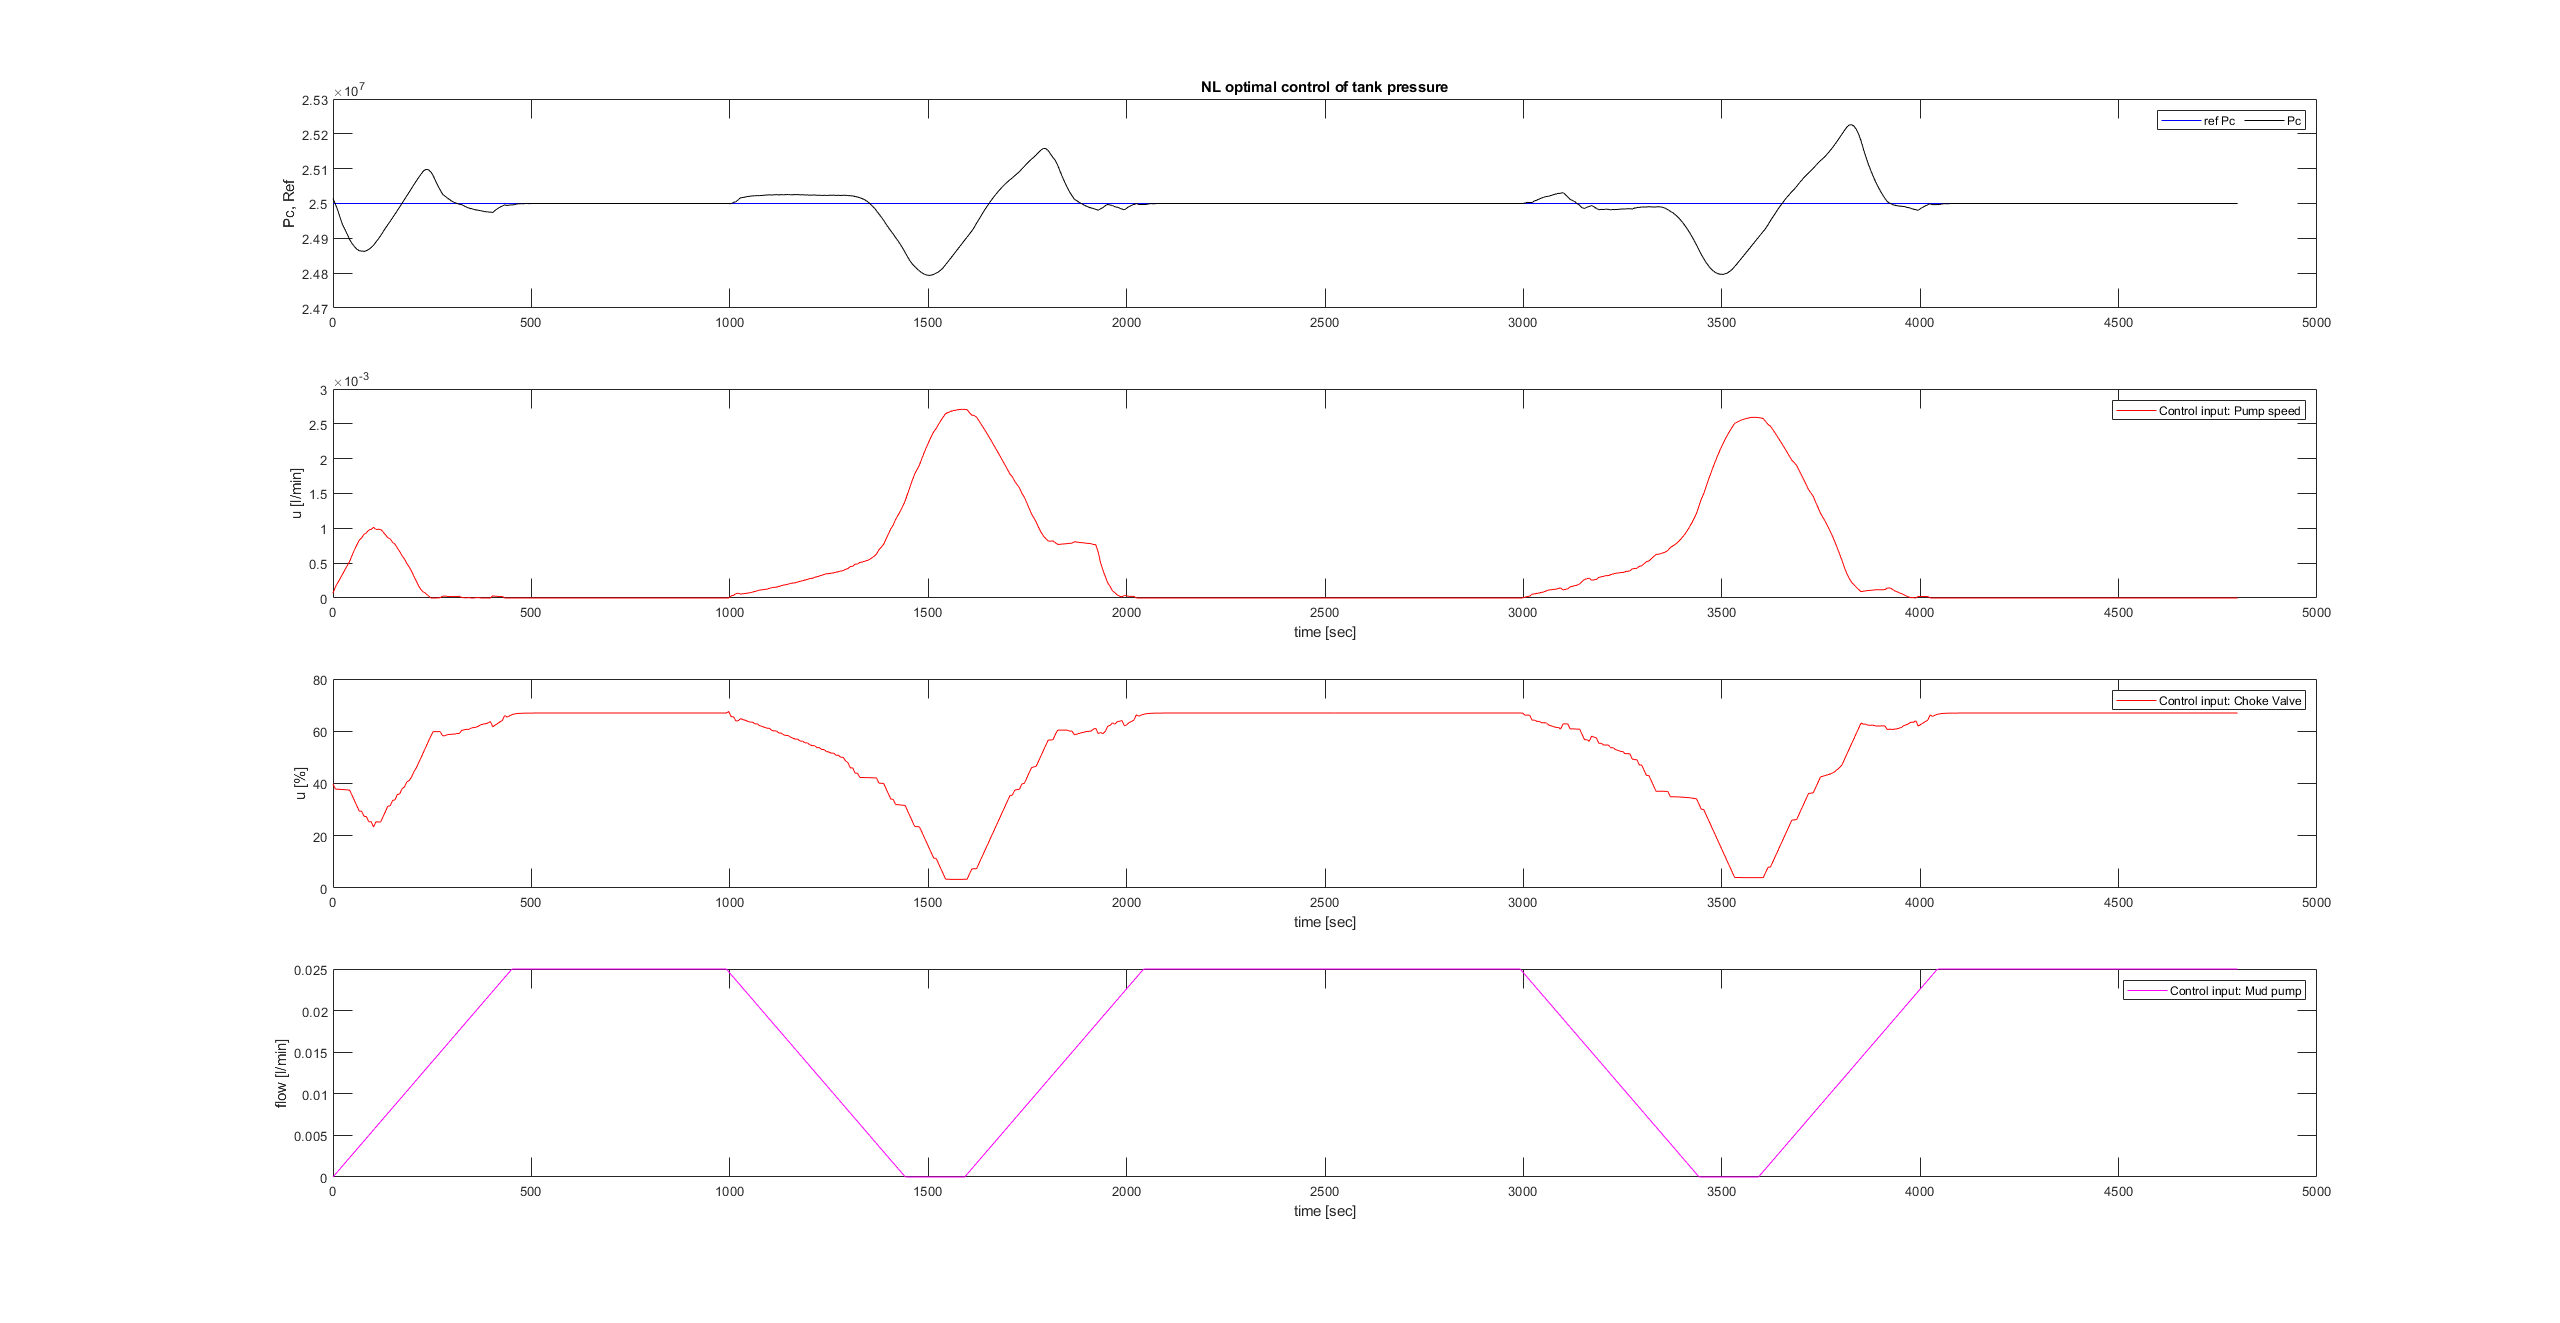 NL optimal control of tank pressure
×10^7
2.53
2.52
2.51
2.5
2.49
2.48
2.47
Pc, Ref
ref Pc Pc
0 500 1000 1500 2000 2500 3000 3500 4000 4500 5000
×10^-3
3
2.5
2
1.5
1
0.5
0
u [l/min]
Control input: Pump speed
0 500 1000 1500 2000 2500 3000 3500 4000 4500 5000
time [sec]
80
60
40
20
0
u [%]
Control input: Choke Valve
0 500 1000 1500 2000 2500 3000 3500 4000 4500 5000
time [sec]
0.025
0.02
0.015
0.01
0.005
0
flow [l/min]
Control input: Mud pump
0 500 1000 1500 2000 2500 3000 3500 4000 4500 5000
time [sec]